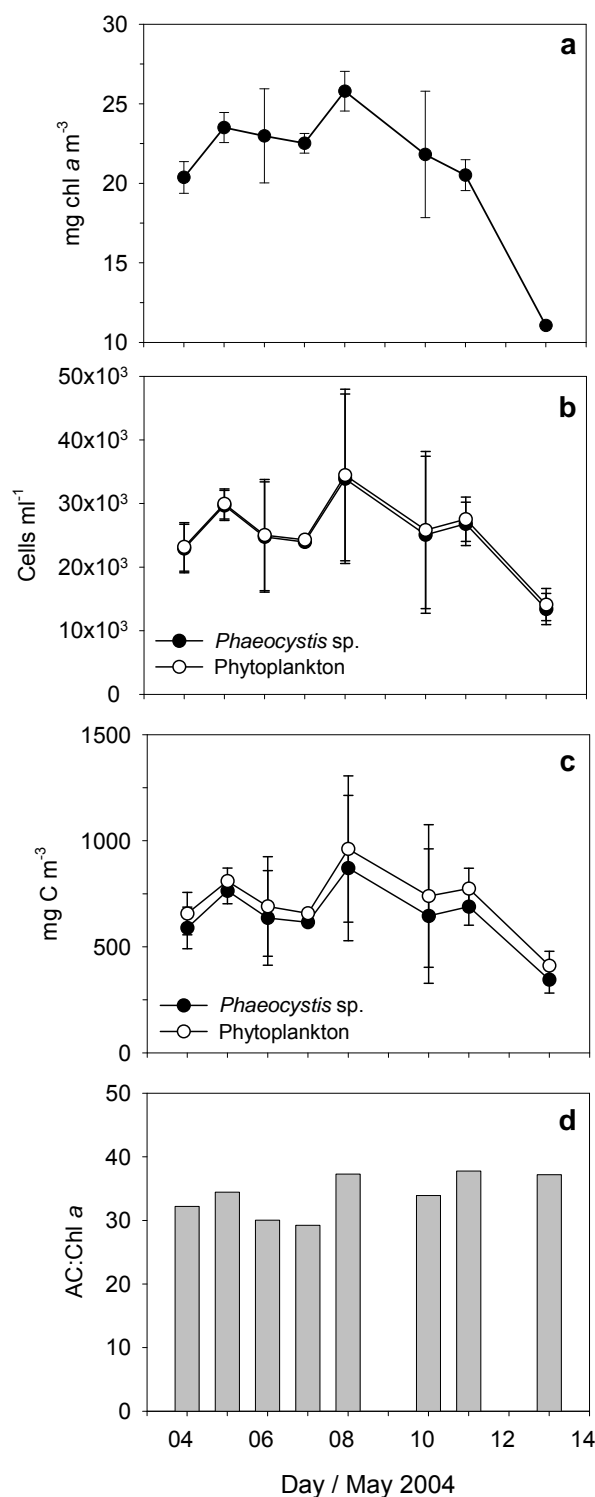 a
30
25
20
15
10
mg chl a m⁻³
b
50x10³
40x10³
30x10³
20x10³
10x10³
0
Cells ml⁻¹
Phaeocystis sp.
Phytoplankton
c
1500
1000
500
0
mg C m⁻³
Phaeocystis sp.
Phytoplankton
d
50
40
30
20
10
0
AC:Chl a
04 06 08 10 12 14
Day / May 2004